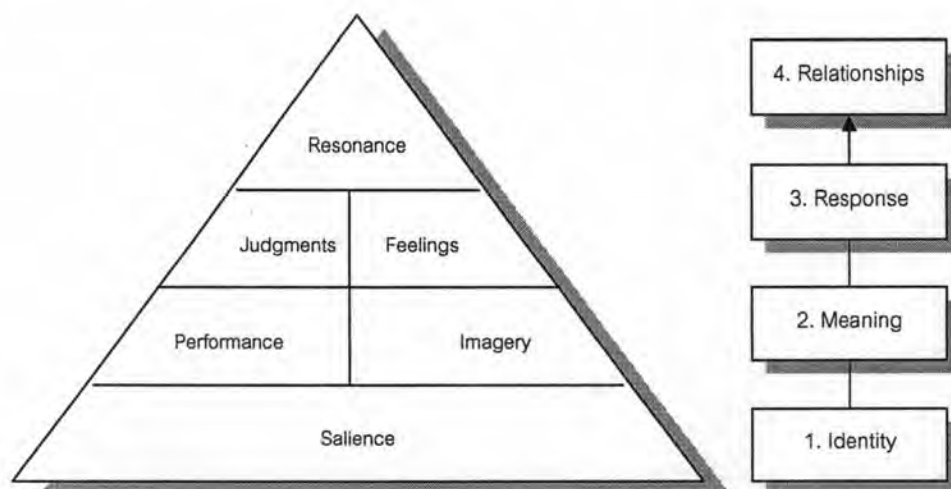 Resonance
Judgments
Feelings
Performance
Imagery
Salience
4. Relationships
3. Response
2. Meaning
1. Identity